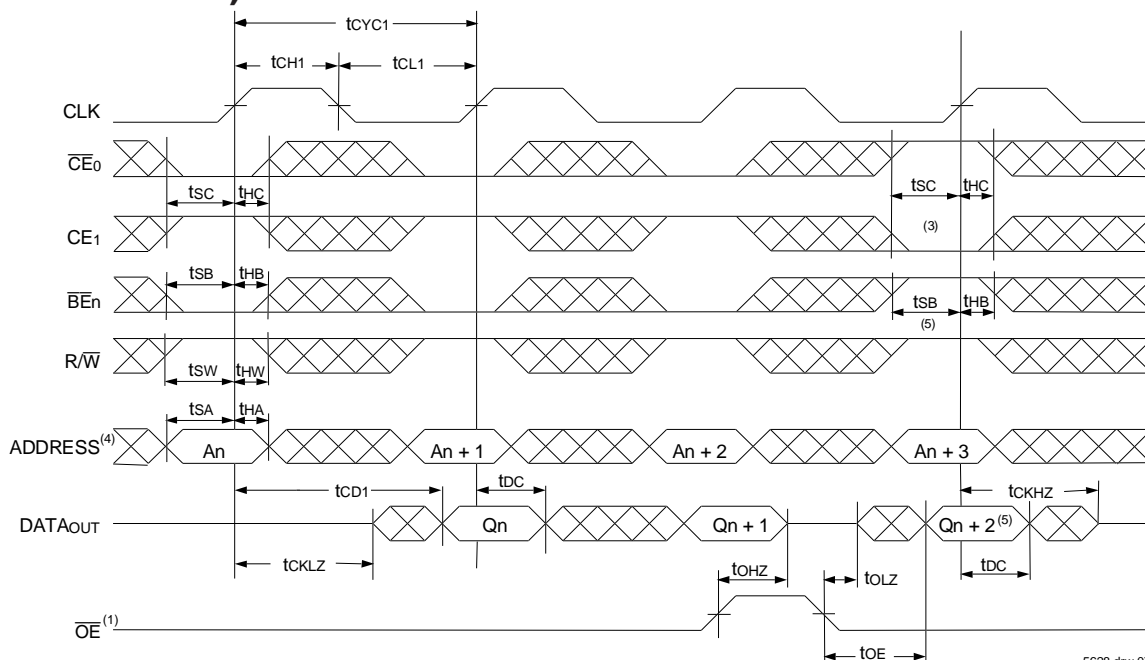 tCYC1
tCH1 tCL1
CLK
CE0
tSC tHC tSC tHC
CE1 (3)
tSB tHB
BEn tSB tHB
(5)
R/W
tSW tHW
tSA tHA
ADDRESS(4) An An + 1 An + 2 An + 3
tCD1 tDC tCKHZ
DATAOUT Qn Qn + 1 Qn + 2(5)
tCKLZ tOHZ tOLZ tDC
OE(1)
tOE